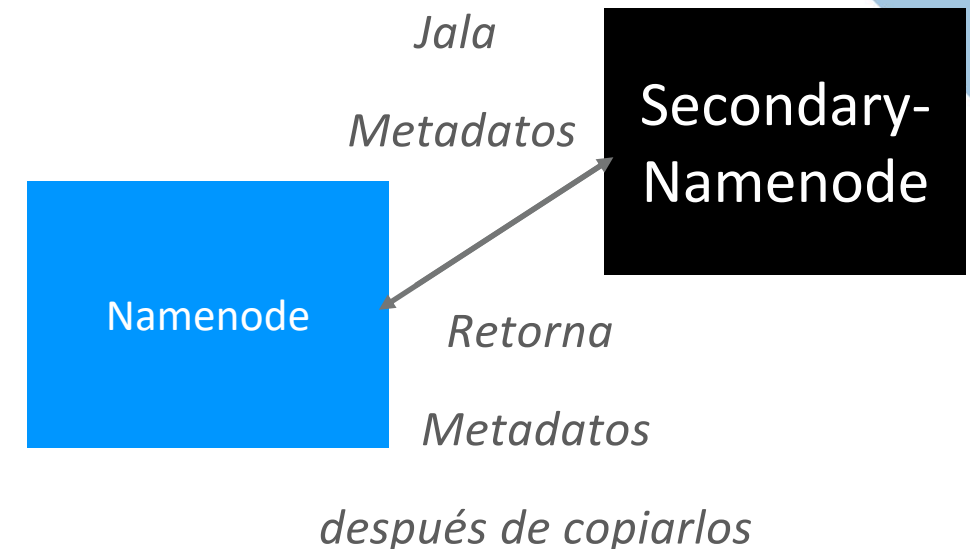 Jala
Metadatos
Secondary-
Namenode
Namenode
Retorna
Metadatos
después de copiarlos